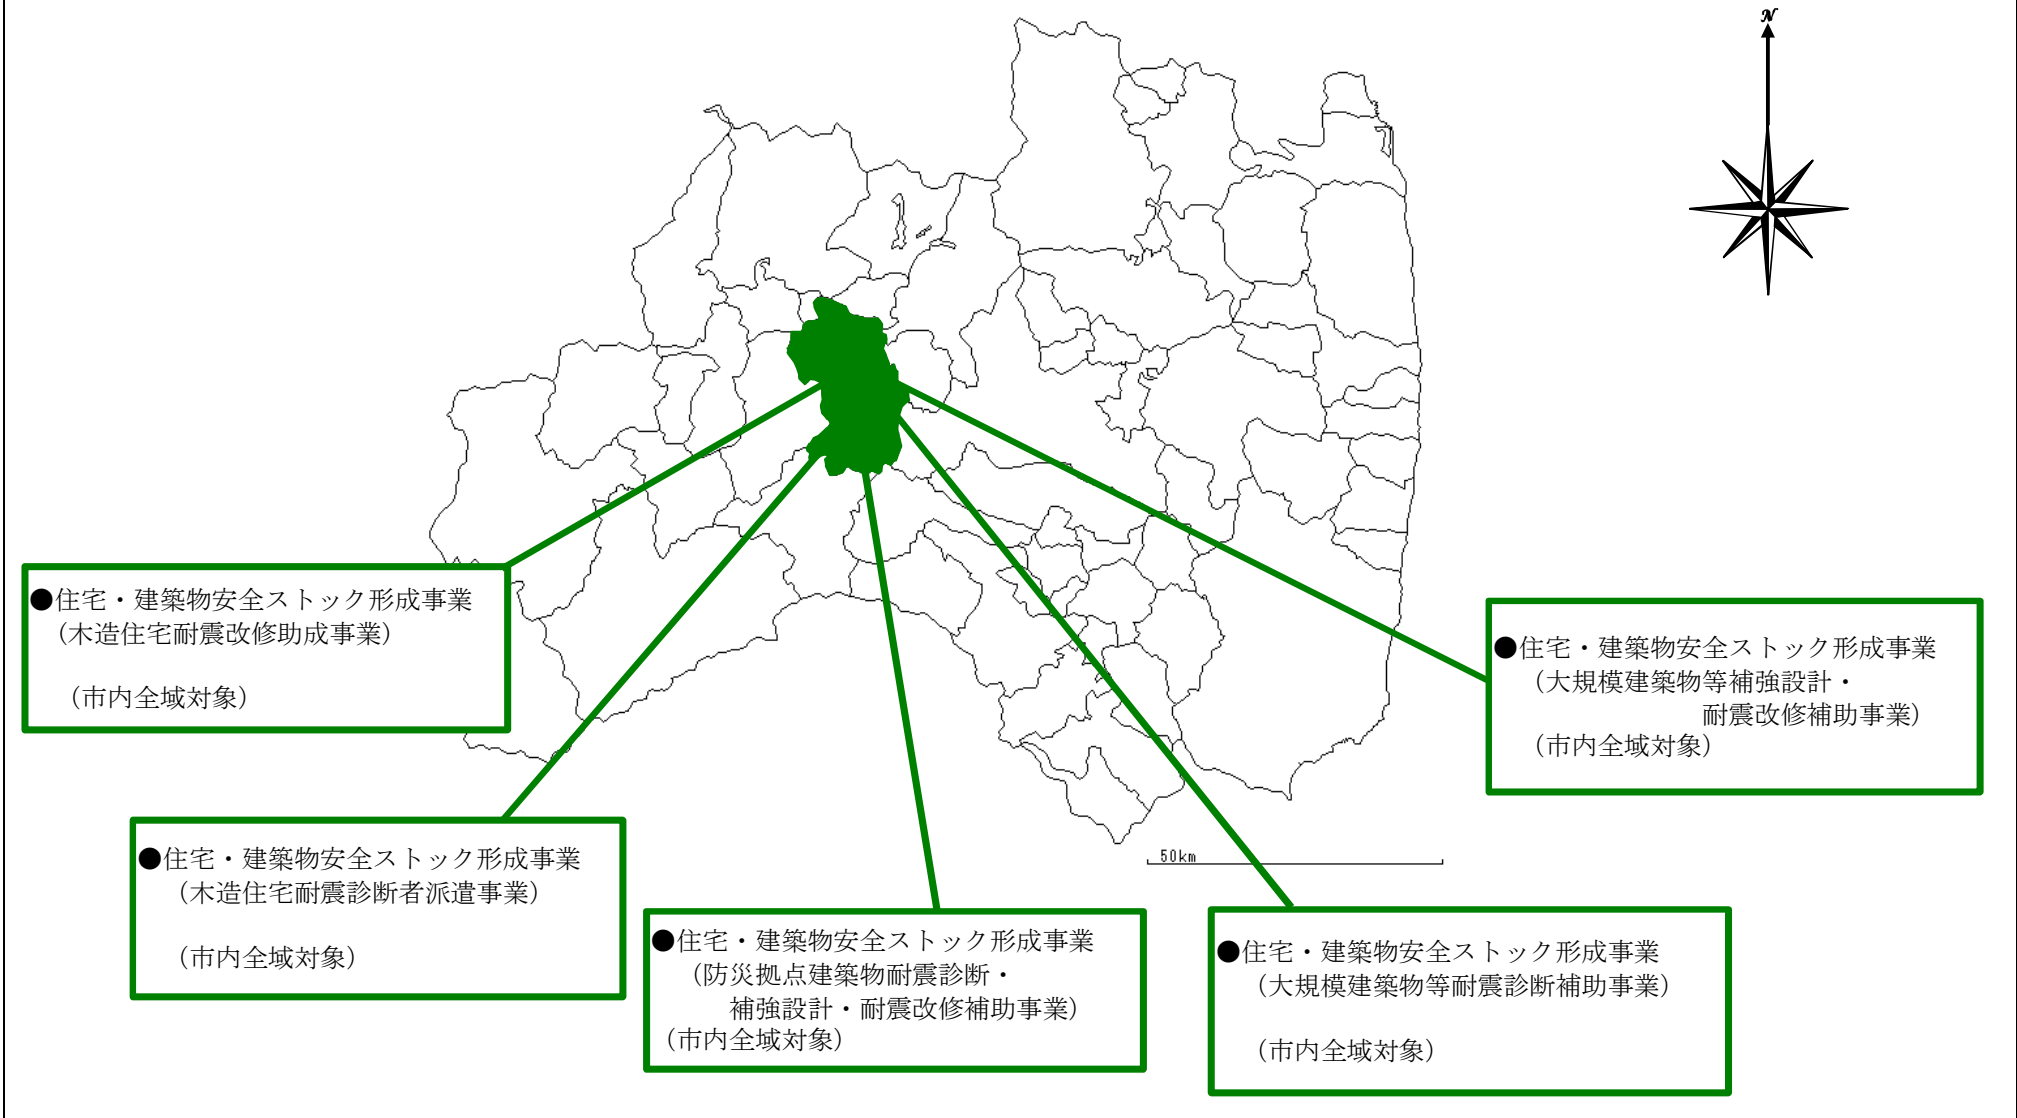 N
●住宅・建築物安全ストック形成事業
（木造住宅耐震改修助成事業）
（市内全域対象）
●住宅・建築物安全ストック形成事業
（大規模建築物等補強設計・
耐震改修補助事業）
（市内全域対象）
50km
●住宅・建築物安全ストック形成事業
（木造住宅耐震診断者派遣事業）
（市内全域対象）
●住宅・建築物安全ストック形成事業
（防災拠点建築物耐震診断・
補強設計・耐震改修補助事業）
（市内全域対象）
●住宅・建築物安全ストック形成事業
（大規模建築物等耐震診断補助事業）
（市内全域対象）